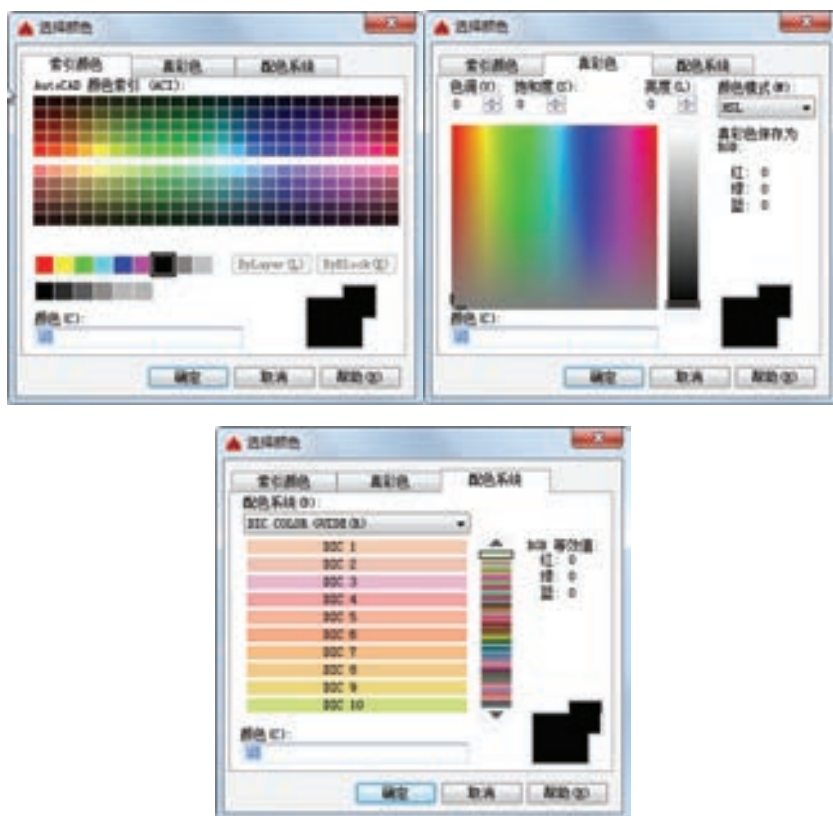 选择颜色
索引颜色 真彩色 配色系统
AutoCAD 颜色索引 (ACI):
ByLayer(L) ByBlock(K)
颜色(C):
确定 取消 帮助(H)
选择颜色
索引颜色 真彩色 配色系统
色调(U): 饱和度(S): 亮度(L): 颜色模式(M):
0 0 0 HSL
真彩色保存为
RGB:
红: 0
绿: 0
蓝: 0
颜色(C):
确定 取消 帮助(H)
选择颜色
索引颜色 真彩色 配色系统
配色系统(B):
DIC COLOR GUIDE(R)
DIC 1
DIC 2
DIC 3
DIC 4
DIC 5
DIC 6
DIC 7
DIC 8
DIC 9
DIC 10
RGB 等效值:
红: 0
绿: 0
蓝: 0
颜色(C):
确定 取消 帮助(H)